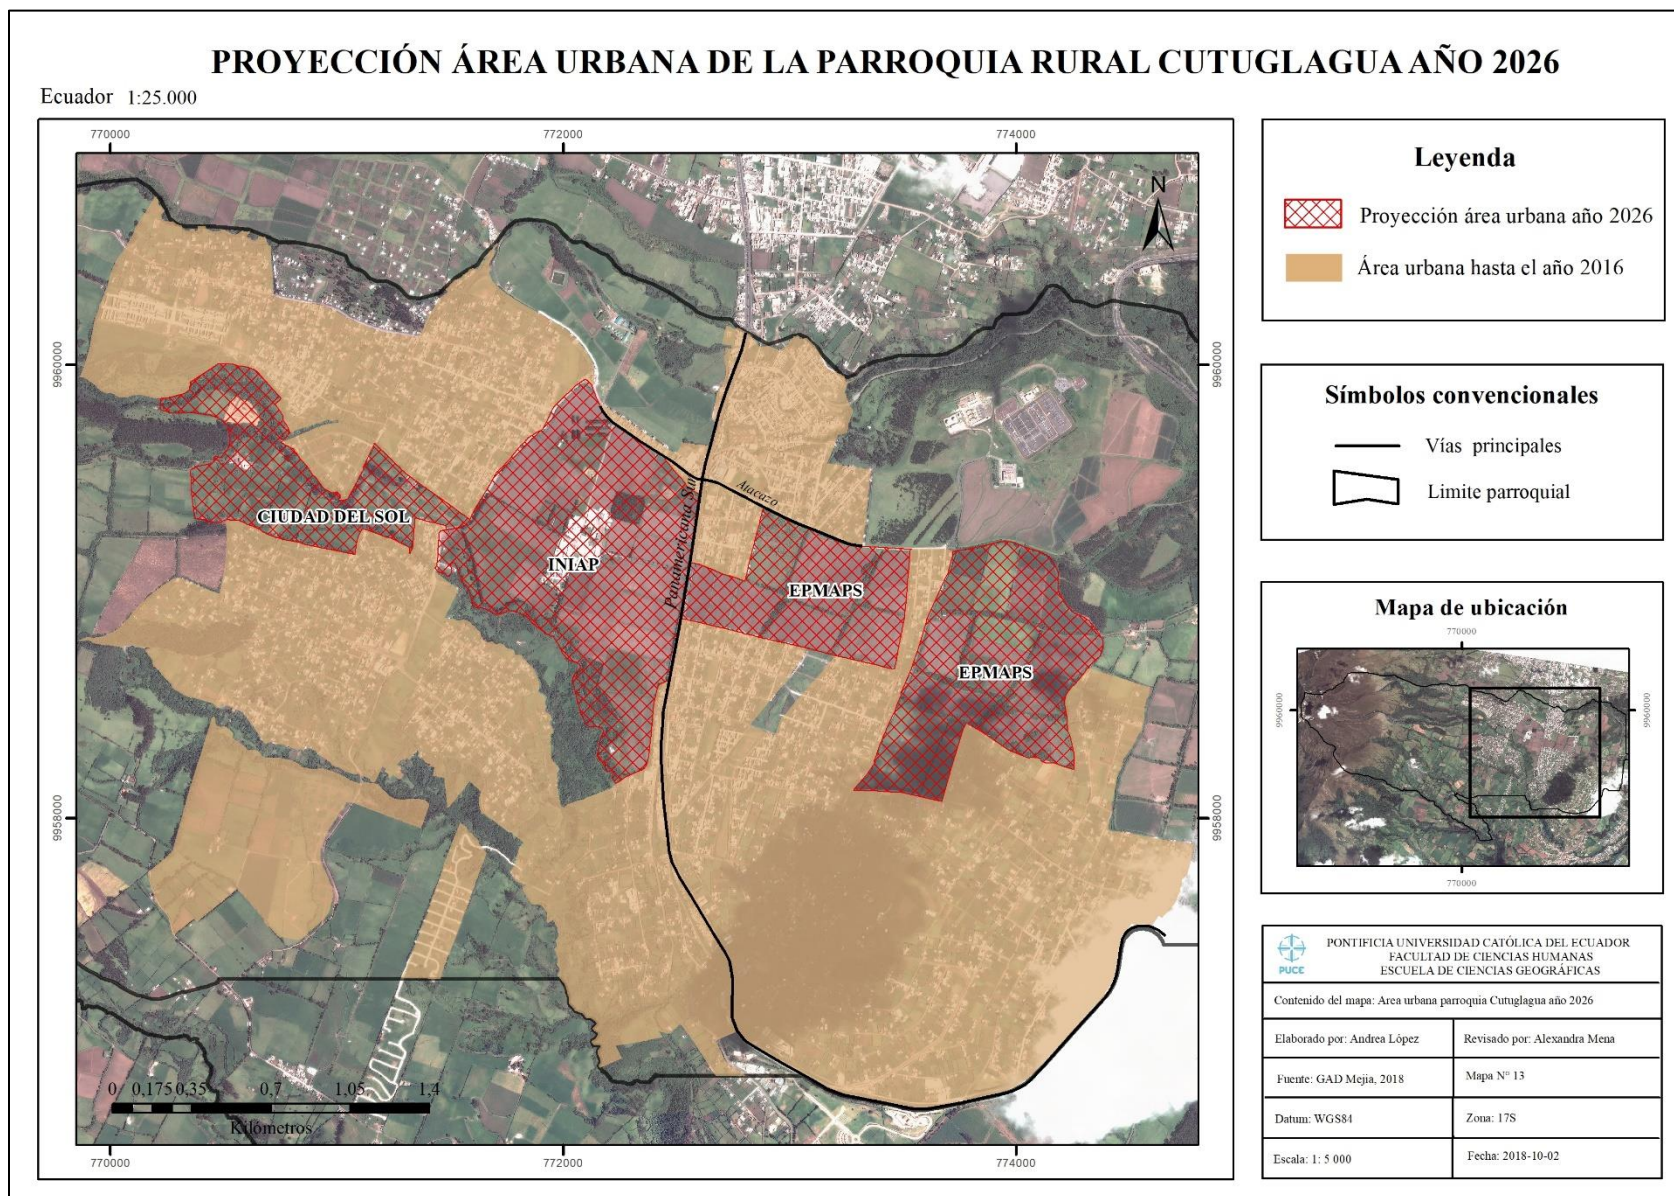 PROYECCIÓN ÁREA URBANA DE LA PARROQUIA RURAL CUTUGLAGUA AÑO 2026
Ecuador 1:25.000
770000 772000 774000
9960000 9960000
9958000 9958000
770000 772000 774000
N
CIUDAD DEL SOL
INIAP
Panamericana Sur
Atacazo
EPMAPS
EPMAPS
0 0,175 0,35 0,7 1,05 1,4
Kilómetros
Leyenda
Proyección área urbana año 2026
Área urbana hasta el año 2016
Símbolos convencionales
Vías principales
Limite parroquial
Mapa de ubicación
770000
9960000 9960000
770000
PUCE
PONTIFICIA UNIVERSIDAD CATÓLICA DEL ECUADOR
FACULTAD DE CIENCIAS HUMANAS
ESCUELA DE CIENCIAS GEOGRÁFICAS
Contenido del mapa: Area urbana parroquia Cutuglagua año 2026
Elaborado por: Andrea López
Revisado por: Alexandra Mena
Fuente: GAD Mejia, 2018
Mapa N° 13
Datum: WGS84
Zona: 17S
Escala: 1: 5 000
Fecha: 2018-10-02